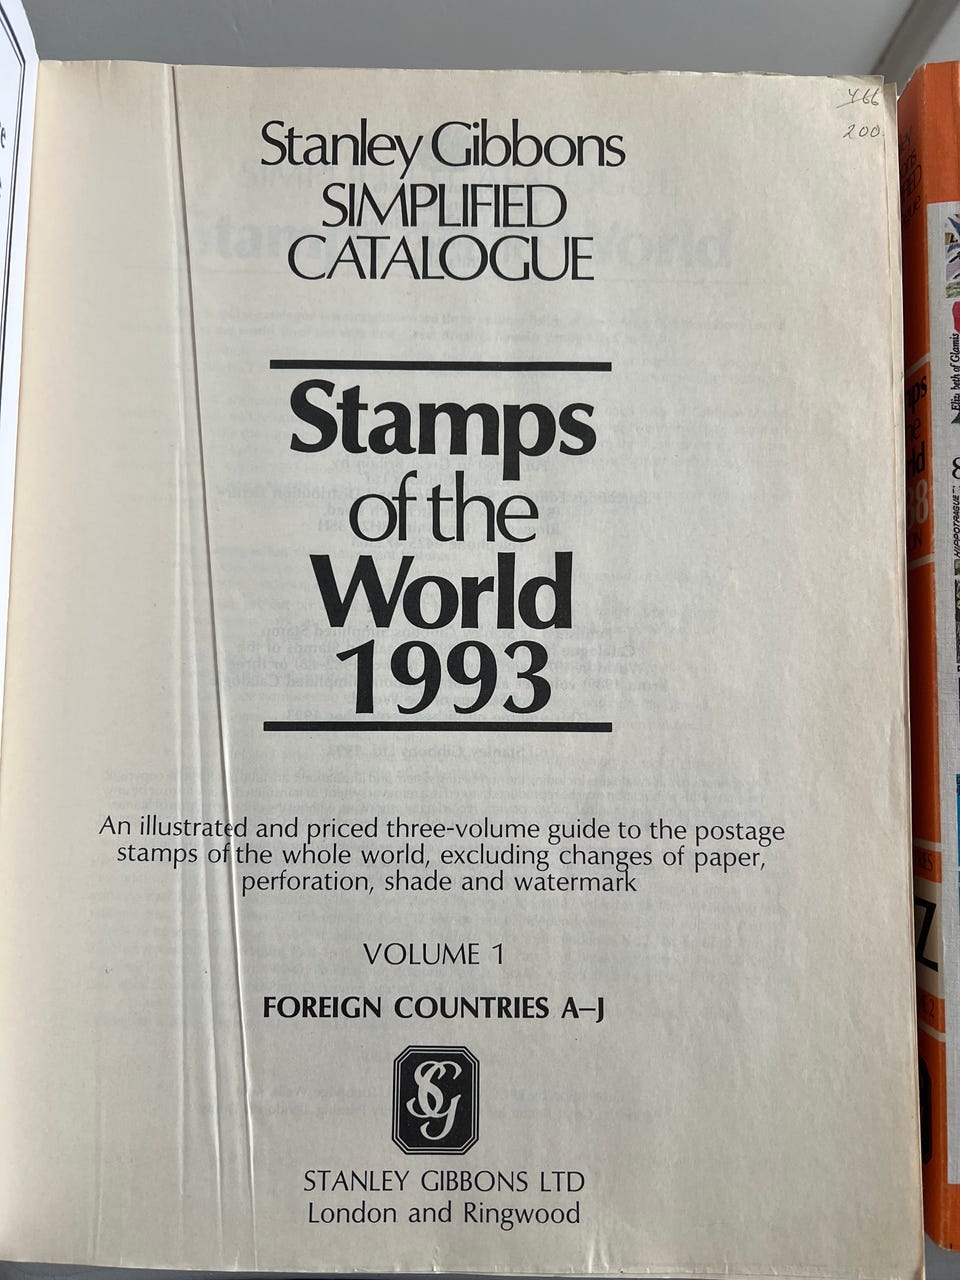 466
200
Stanley Gibbons
SIMPLIFIED
CATALOGUE
Stamps
of the
World
1993
An illustrated and priced three-volume guide to the postage
stamps of the whole world, excluding changes of paper,
perforation, shade and watermark
VOLUME 1
FOREIGN COUNTRIES A–J
SG
STANLEY GIBBONS LTD
London and Ringwood